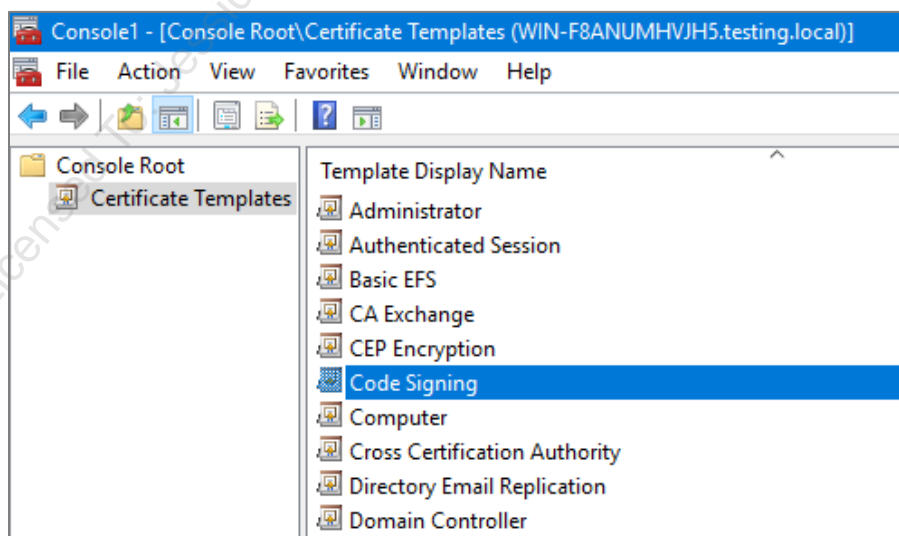 Console1 - [Console Root\Certificate Templates (WIN-F8ANUMHVJH5.testing.local)]
File Action View Favorites Window Help
Console Root
Certificate Templates
Template Display Name
Administrator
Authenticated Session
Basic EFS
CA Exchange
CEP Encryption
Code Signing
Computer
Cross Certification Authority
Directory Email Replication
Domain Controller